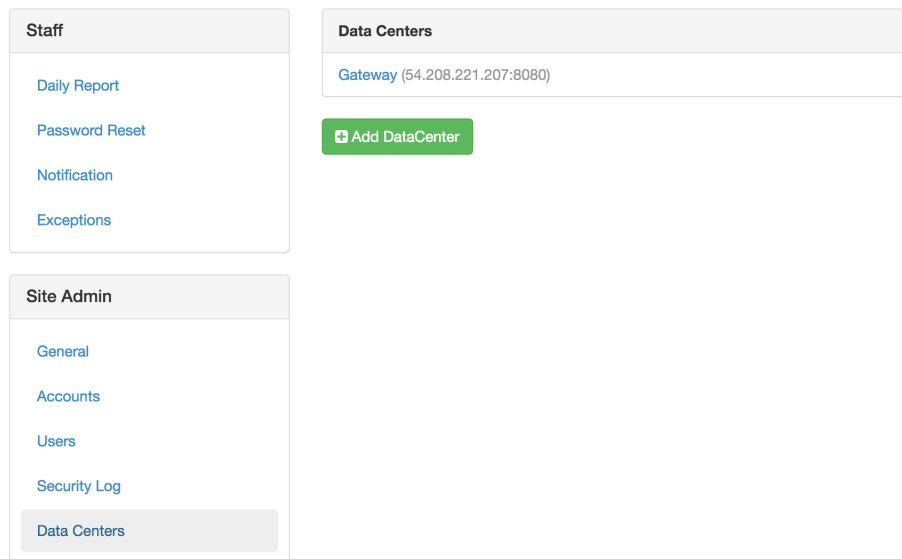 Staff
Daily Report
Password Reset
Notification
Exceptions
Site Admin
General
Accounts
Users
Security Log
Data Centers
Data Centers
Gateway (54.208.221.207:8080)
Add DataCenter